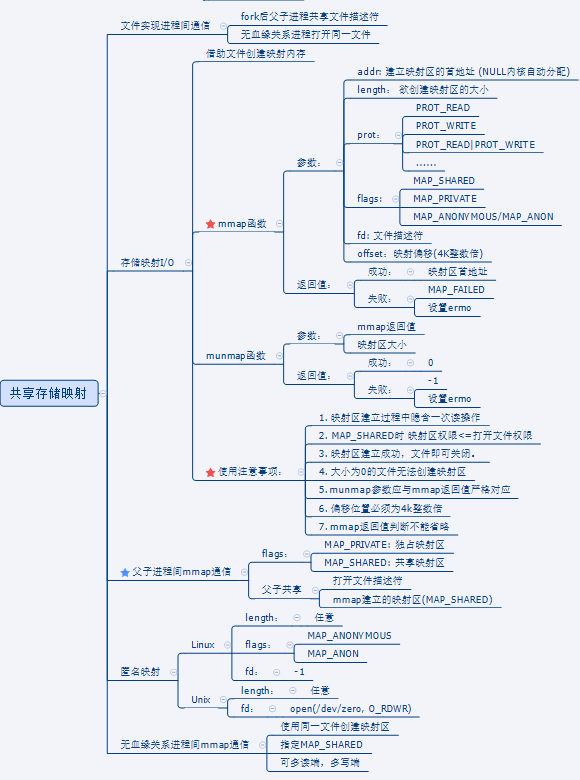 共享存储映射
文件实现进程间通信
fork后父子进程共享文件描述符
无血缘关系进程打开同一文件
存储映射I/O
借助文件创建映射内存
mmap函数
参数：
addr: 建立映射区的首地址 (NULL内核自动分配)
length： 欲创建映射区的大小
prot：
PROT_READ
PROT_WRITE
PROT_READ|PROT_WRITE
......
flags:
MAP_SHARED
MAP_PRIVATE
MAP_ANONYMOUS/MAP_ANON
fd: 文件描述符
offset：映射偏移(4K整数倍)
返回值：
成功：
映射区首地址
失败：
MAP_FAILED
设置errno
munmap函数
参数：
mmap返回值
映射区大小
返回值：
成功：
0
失败：
-1
设置errno
使用注意事项：
1. 映射区建立过程中隐含一次读操作
2. MAP_SHARED时 映射区权限<=打开文件权限
3. 映射区建立成功，文件即可关闭。
4. 大小为0的文件无法创建映射区
5. munmap参数应与mmap返回值严格对应
6. 偏移位置必须为4k整数倍
7. mmap返回值判断不能省略
父子进程间mmap通信
flags：
MAP_PRIVATE: 独占映射区
MAP_SHARED: 共享映射区
父子共享
打开文件描述符
mmap建立的映射区(MAP_SHARED)
匿名映射
Linux
length：
任意
flags：
MAP_ANONYMOUS
MAP_ANON
fd：
-1
Unix
length：
任意
fd：
open(/dev/zero, O_RDWR)
无血缘关系进程间mmap通信
使用同一文件创建映射区
指定MAP_SHARED
可多读端，多写端